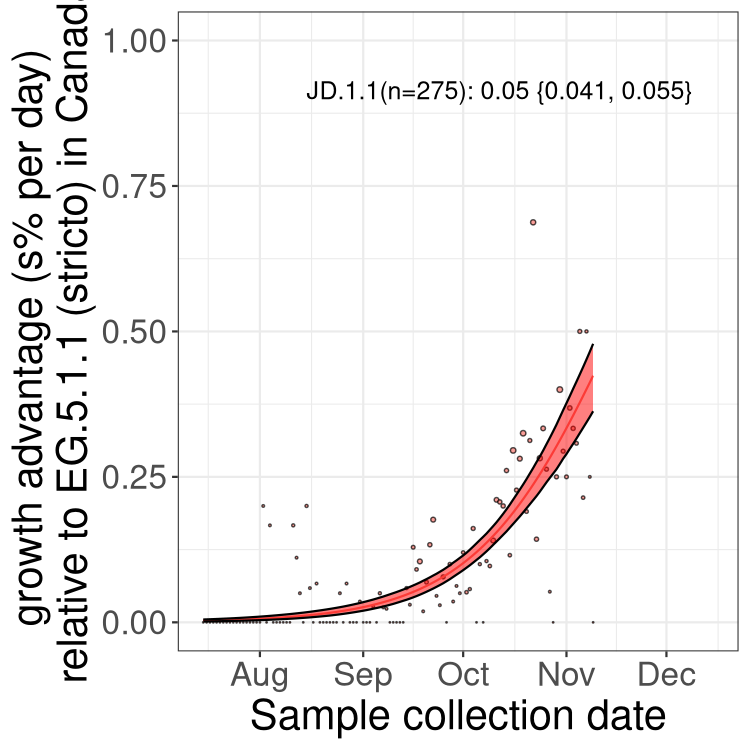 growth advantage (s% per day)
relative to EG.5.1.1 (stricto) in Canada
1.00
0.75
0.50
0.25
0.00
JD.1.1(n=275): 0.05 {0.041, 0.055}
Aug Sep Oct Nov Dec
Sample collection date